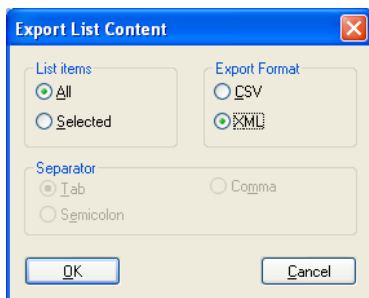 Export List Content
List items
All
Selected
Export Format
CSV
XML
Separator
Tab
Comma
Semicolon
OK
Cancel